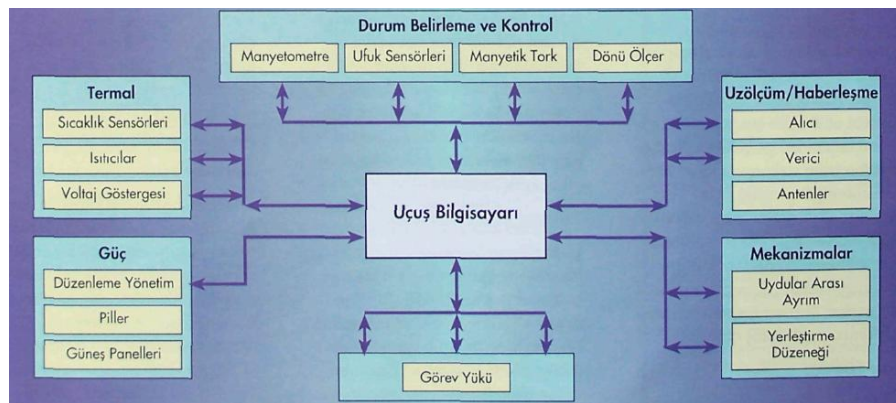 Durum Belirleme ve Kontrol
Manyetometre
Ufuk Sensörleri
Manyetik Tork
Dönü Ölçer
Termal
Sıcaklık Sensörleri
Isıtıcılar
Voltaj Göstergesi
Uzölçüm/Haberleşme
Alıcı
Verici
Antenler
Uçuş Bilgisayarı
Güç
Düzenleme Yönetim
Piller
Güneş Panelleri
Mekanizmalar
Uydular Arası
Ayrım
Yerleştirme
Düzeneği
Görev Yükü